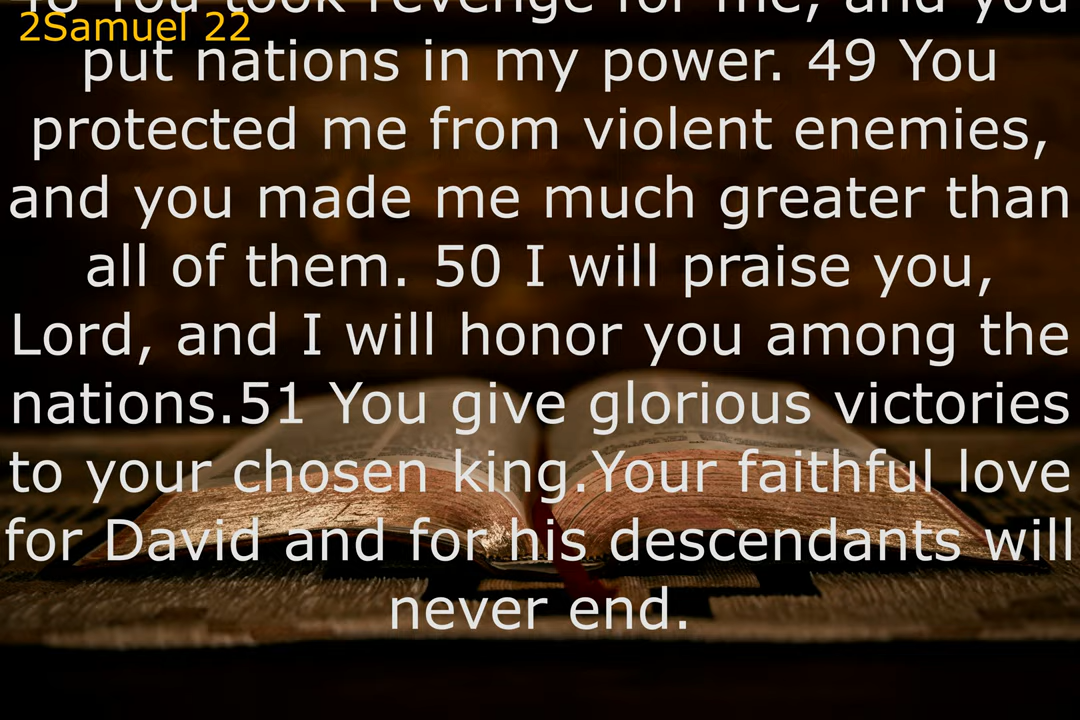 48 You took revenge for me, and you
2Samuel 22
put nations in my power. 49 You
protected me from violent enemies,
and you made me much greater than
all of them. 50 I will praise you,
Lord, and I will honor you among the
nations.51 You give glorious victories
to your chosen king.Your faithful love
for David and for his descendants will
never end.